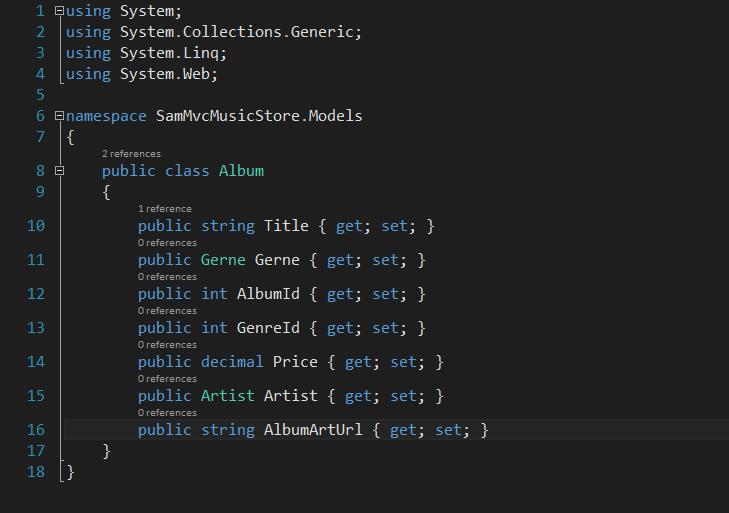 1 using System;
2 using System.Collections.Generic;
3 using System.Linq;
4 using System.Web;
5
6 namespace SamMvcMusicStore.Models
7 {
2 references
8 public class Album
9 {
1 reference
10 public string Title { get; set; }
0 references
11 public Gerne Gerne { get; set; }
0 references
12 public int AlbumId { get; set; }
0 references
13 public int GenreId { get; set; }
0 references
14 public decimal Price { get; set; }
0 references
15 public Artist Artist { get; set; }
0 references
16 public string AlbumArtUrl { get; set; }
17 }
18 }